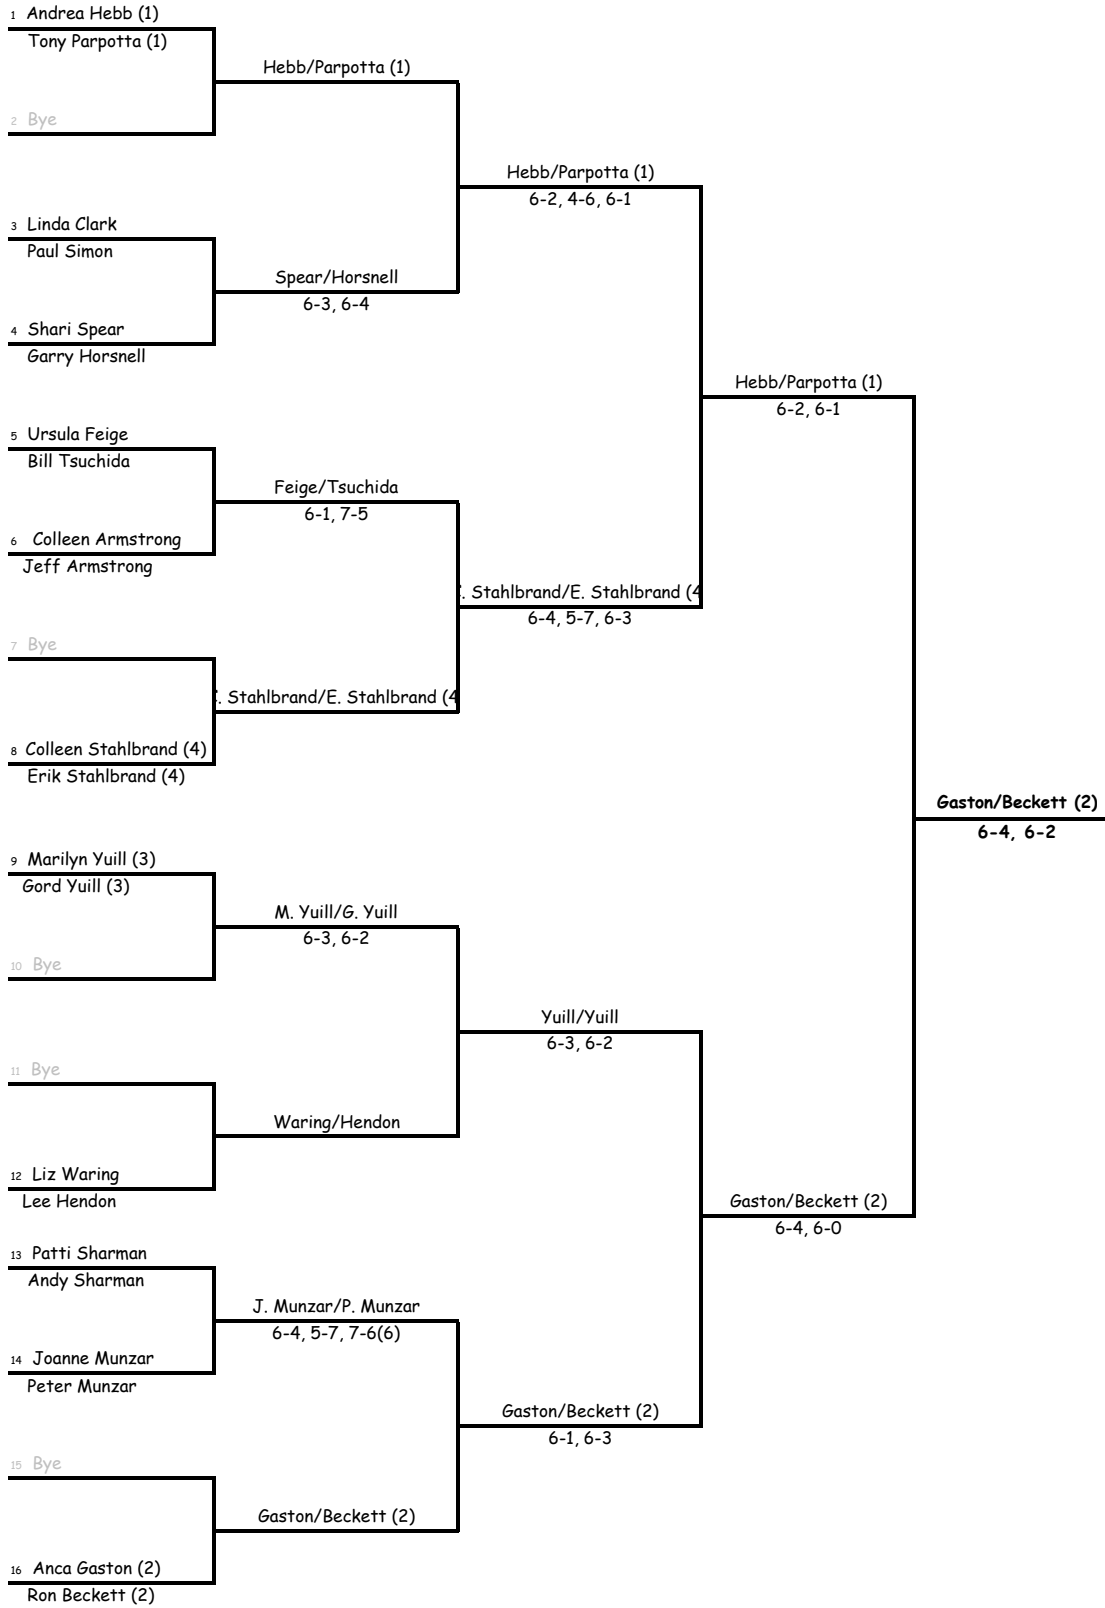 1 Andrea Hebb (1)
Tony Parpotta (1)
Hebb/Parpotta (1)
2 Bye
Hebb/Parpotta (1)
6-2, 4-6, 6-1
3 Linda Clark
Paul Simon
Spear/Horsnell
6-3, 6-4
4 Shari Spear
Garry Horsnell
Hebb/Parpotta (1)
6-2, 6-1
5 Ursula Feige
Bill Tsuchida
Feige/Tsuchida
6-1, 7-5
6 Colleen Armstrong
Jeff Armstrong
. Stahlbrand/E. Stahlbrand (4
6-4, 5-7, 6-3
7 Bye
. Stahlbrand/E. Stahlbrand (4
8 Colleen Stahlbrand (4)
Erik Stahlbrand (4)
Gaston/Beckett (2)
6-4, 6-2
9 Marilyn Yuill (3)
Gord Yuill (3)
M. Yuill/G. Yuill
6-3, 6-2
10 Bye
Yuill/Yuill
6-3, 6-2
11 Bye
Waring/Hendon
12 Liz Waring
Lee Hendon
Gaston/Beckett (2)
6-4, 6-0
13 Patti Sharman
Andy Sharman
J. Munzar/P. Munzar
6-4, 5-7, 7-6(6)
14 Joanne Munzar
Peter Munzar
Gaston/Beckett (2)
6-1, 6-3
15 Bye
Gaston/Beckett (2)
16 Anca Gaston (2)
Ron Beckett (2)